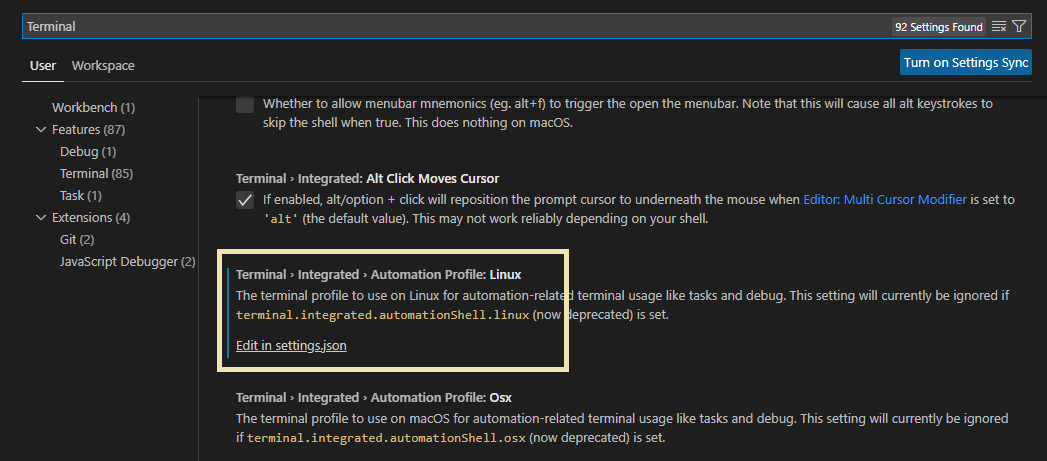 Terminal
92 Settings Found
User
Workspace
Turn on Settings Sync
Workbench (1)
Features (87)
Debug (1)
Terminal (85)
Task (1)
Extensions (4)
Git (2)
JavaScript Debugger (2)
Whether to allow menubar mnemonics (eg. alt+f) to trigger the open the menubar. Note that this will cause all alt keystrokes to
skip the shell when true. This does nothing on macOS.
Terminal › Integrated: Alt Click Moves Cursor
If enabled, alt/option + click will reposition the prompt cursor to underneath the mouse when Editor: Multi Cursor Modifier is set to
'alt' (the default value). This may not work reliably depending on your shell.
Terminal › Integrated › Automation Profile: Linux
The terminal profile to use on Linux for automation-related terminal usage like tasks and debug. This setting will currently be ignored if
terminal.integrated.automationShell.linux (now deprecated) is set.
Edit in settings.json
Terminal › Integrated › Automation Profile: Osx
The terminal profile to use on macOS for automation-related terminal usage like tasks and debug. This setting will currently be ignored
if terminal.integrated.automationShell.osx (now deprecated) is set.